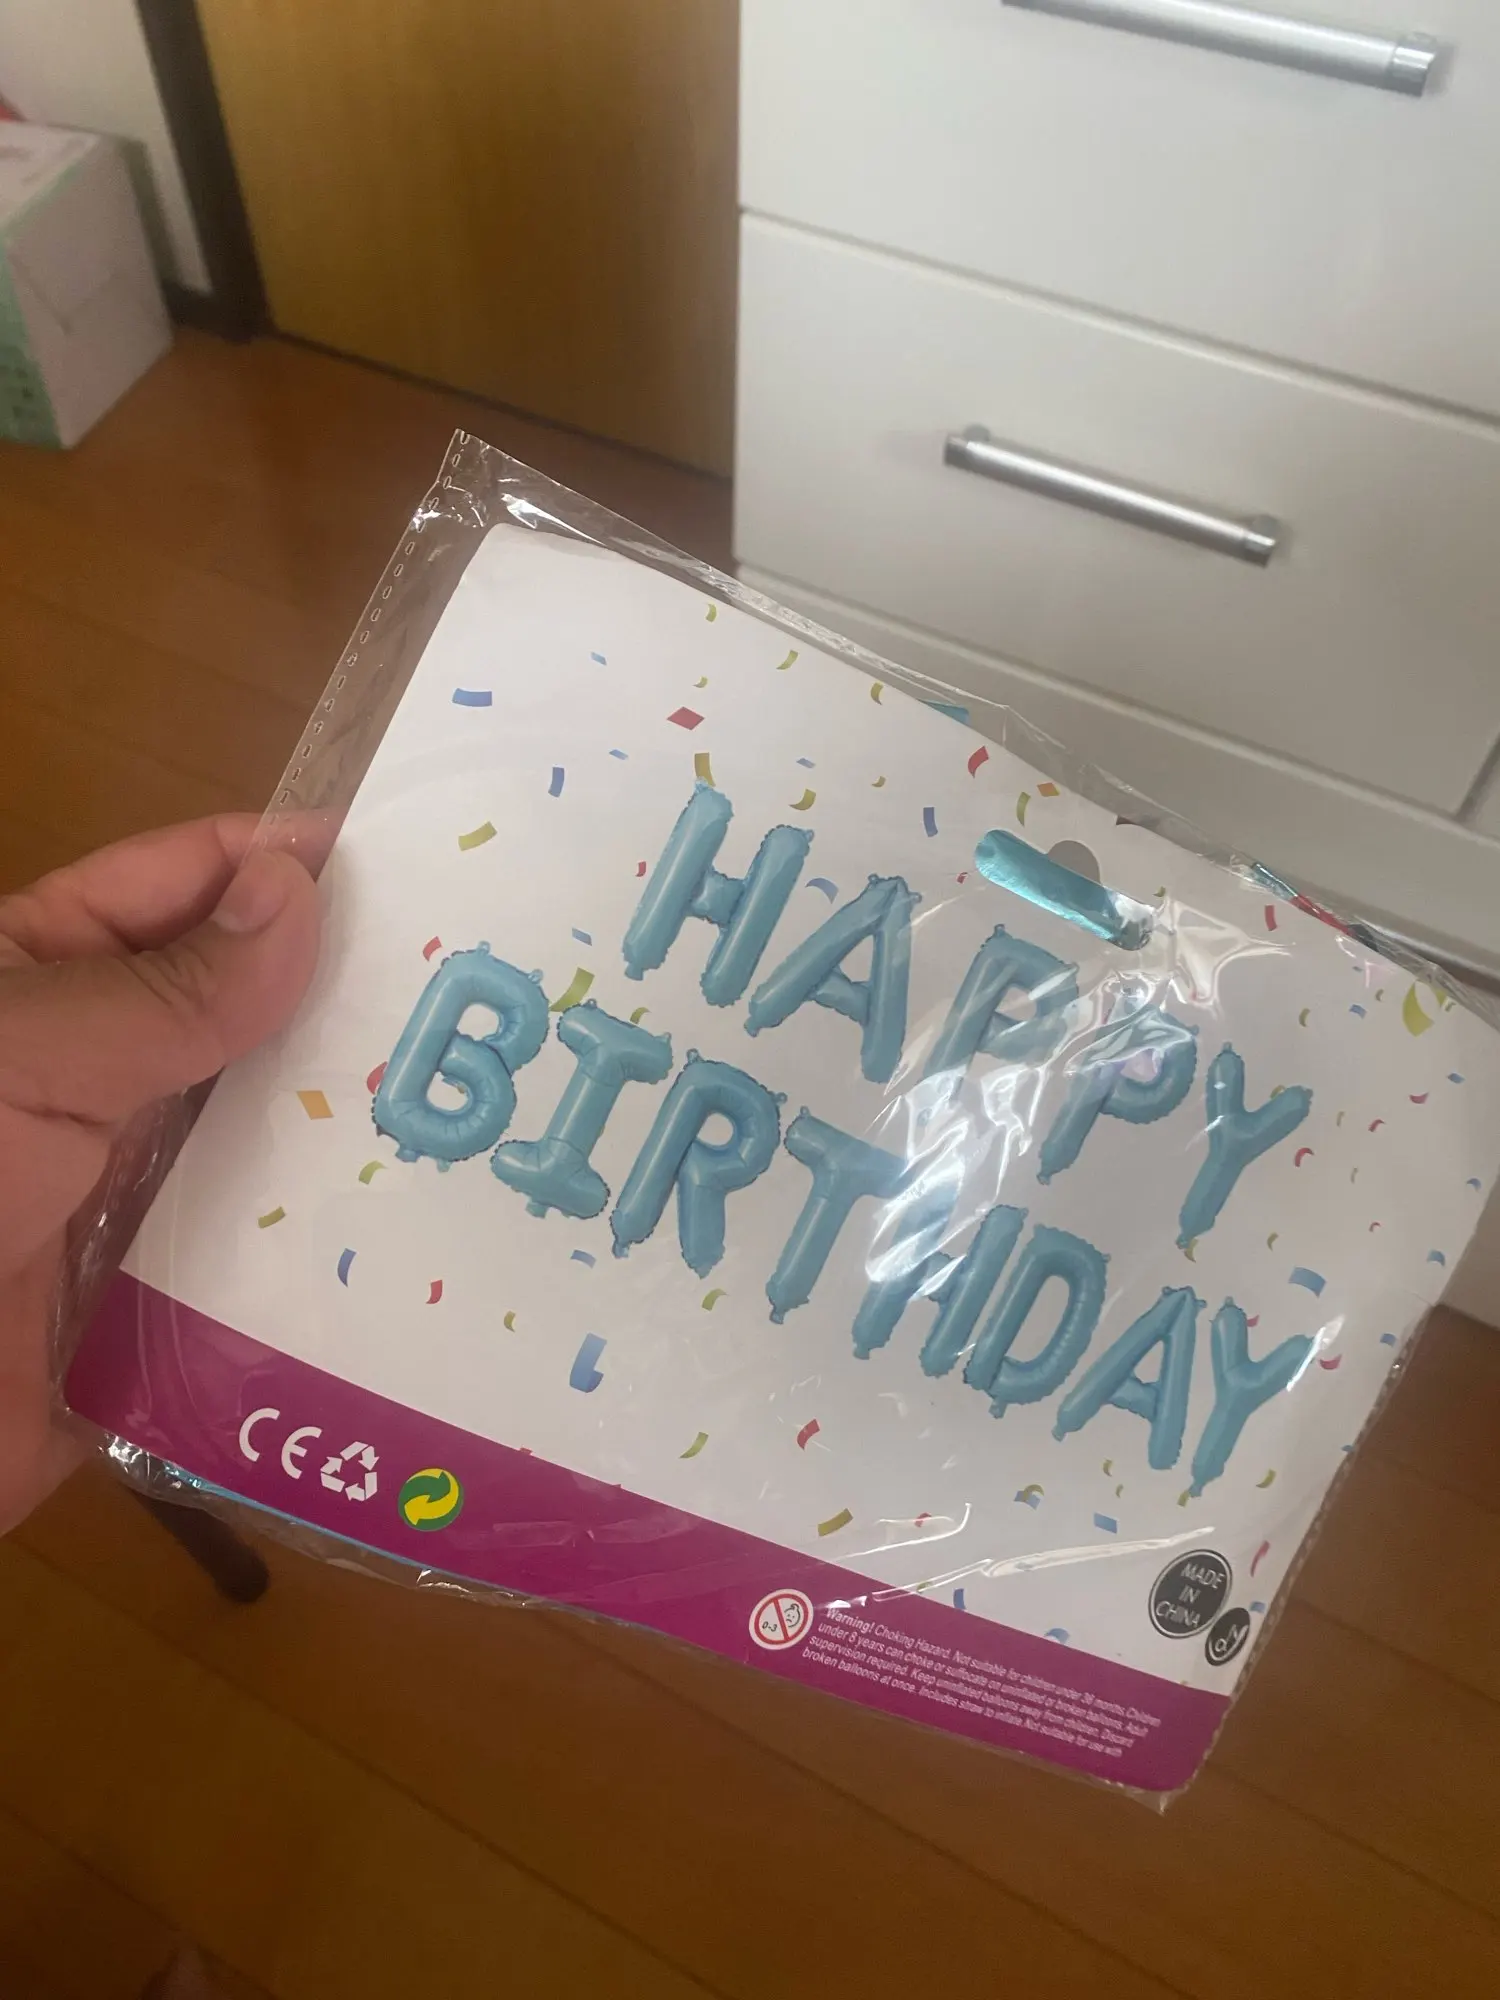 HAPPY
BIRTHDAY
CE
MADE
IN
CHINA
0-3
Warning! Choking Hazard. Not suitable for children under 36 months. Children
under 8 years can choke or suffocate on uninflated or broken balloons. Adult
supervision required. Keep uninflated balloons away from children. Discard
broken balloons at once. Includes straw to inflate. Not suitable for use with